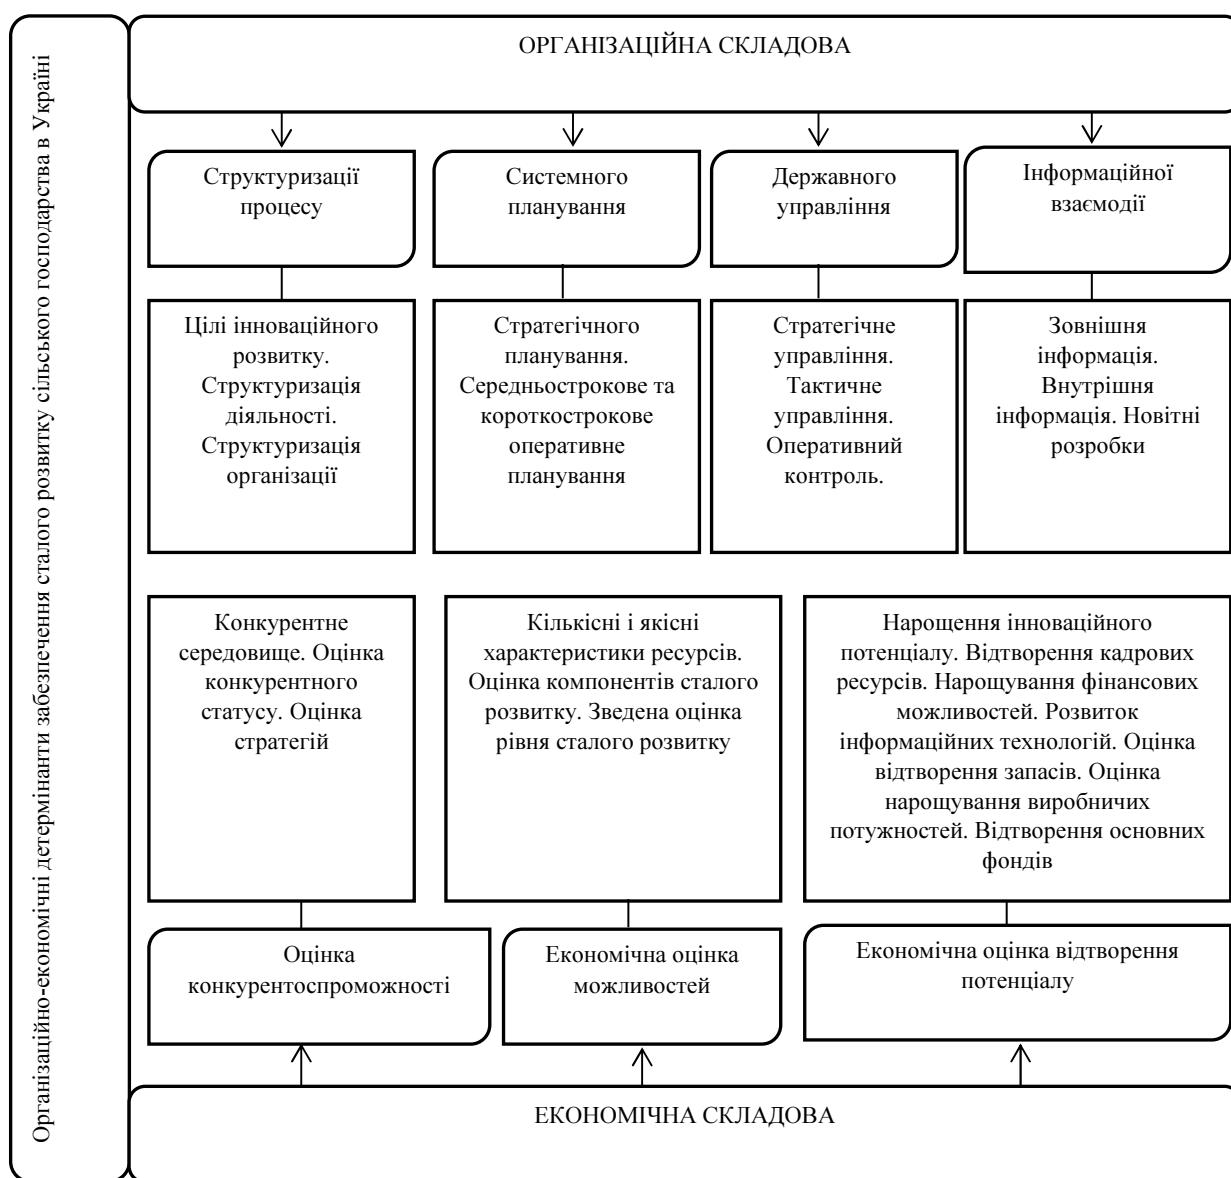 Організаційно-економічні детермінанти забезпечення сталого розвитку сільського господарства в Україні
ОРГАНІЗАЦІЙНА СКЛАДОВА
Структуризації
процесу
Системного
планування
Державного
управління
Інформаційної
взаємодії
Цілі інноваційного
розвитку.
Структуризація
діяльності.
Структуризація
організації
Стратегічного
планування.
Середньострокове та
короткострокове
оперативне
планування
Стратегічне
управління.
Тактичне
управління.
Оперативний
контроль.
Зовнішня
інформація.
Внутрішня
інформація. Новітні
розробки
Конкурентне
середовище. Оцінка
конкурентного
статусу. Оцінка
стратегій
Кількісні і якісні
характеристики ресурсів.
Оцінка компонентів сталого
розвитку. Зведена оцінка
рівня сталого розвитку
Нарощення інноваційного
потенціалу. Відтворення кадрових
ресурсів. Нарощування фінансових
можливостей. Розвиток
інформаційних технологій. Оцінка
відтворення запасів. Оцінка
нарощування виробничих
потужностей. Відтворення основних
фондів
Оцінка
конкурентоспроможності
Економічна оцінка
можливостей
Економічна оцінка відтворення
потенціалу
ЕКОНОМІЧНА СКЛАДОВА